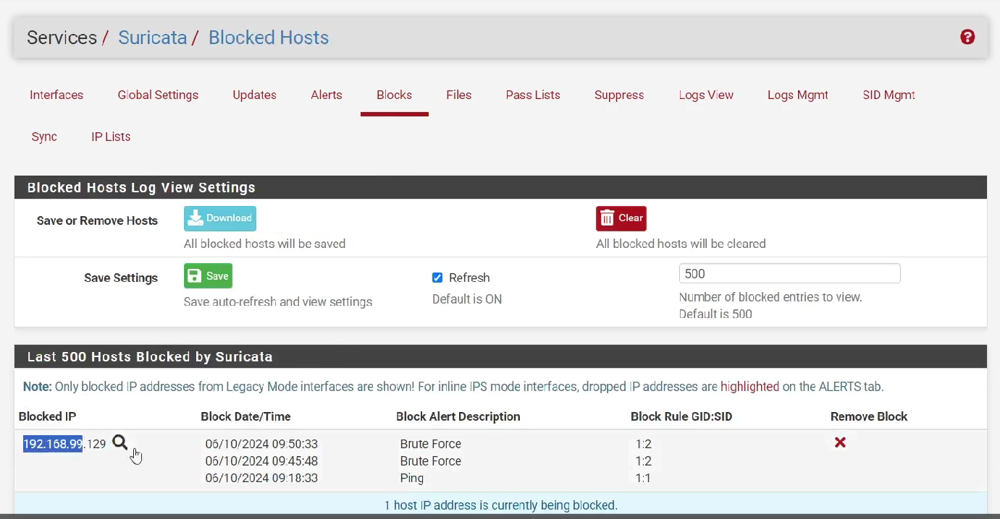 Services / Suricata / Blocked Hosts
Interfaces Global Settings Updates Alerts Blocks Files Pass Lists Suppress Logs View Logs Mgmt SID Mgmt
Sync IP Lists
Blocked Hosts Log View Settings
Save or Remove Hosts Download Clear
All blocked hosts will be saved All blocked hosts will be cleared
Save Settings Save Refresh 500
Save auto-refresh and view settings Default is ON Number of blocked entries to view.
Default is 500
Last 500 Hosts Blocked by Suricata
Note: Only blocked IP addresses from Legacy Mode interfaces are shown! For inline IPS mode interfaces, dropped IP addresses are highlighted on the ALERTS tab.
Blocked IP Block Date/Time Block Alert Description Block Rule GID:SID Remove Block
192.168.99.129 06/10/2024 09:50:33 Brute Force 1:2
06/10/2024 09:45:48 Brute Force 1:2
06/10/2024 09:18:33 Ping 1:1
1 host IP address is currently being blocked.